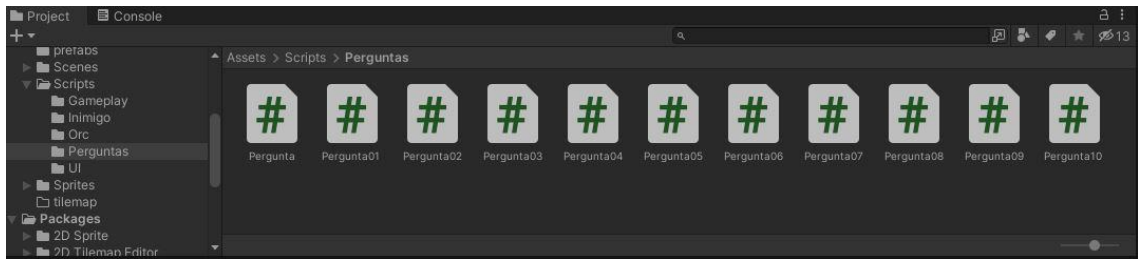 Project Console
13
prefabs
Assets > Scripts > Perguntas
Scenes
Scripts
Gameplay
Inimigo
Orc
Perguntas
UI
Sprites
tilemap
Packages
2D Sprite
2D Tilemap Editor
# # # # # # # # # # #
Pergunta Pergunta01 Pergunta02 Pergunta03 Pergunta04 Pergunta05 Pergunta06 Pergunta07 Pergunta08 Pergunta09 Pergunta10